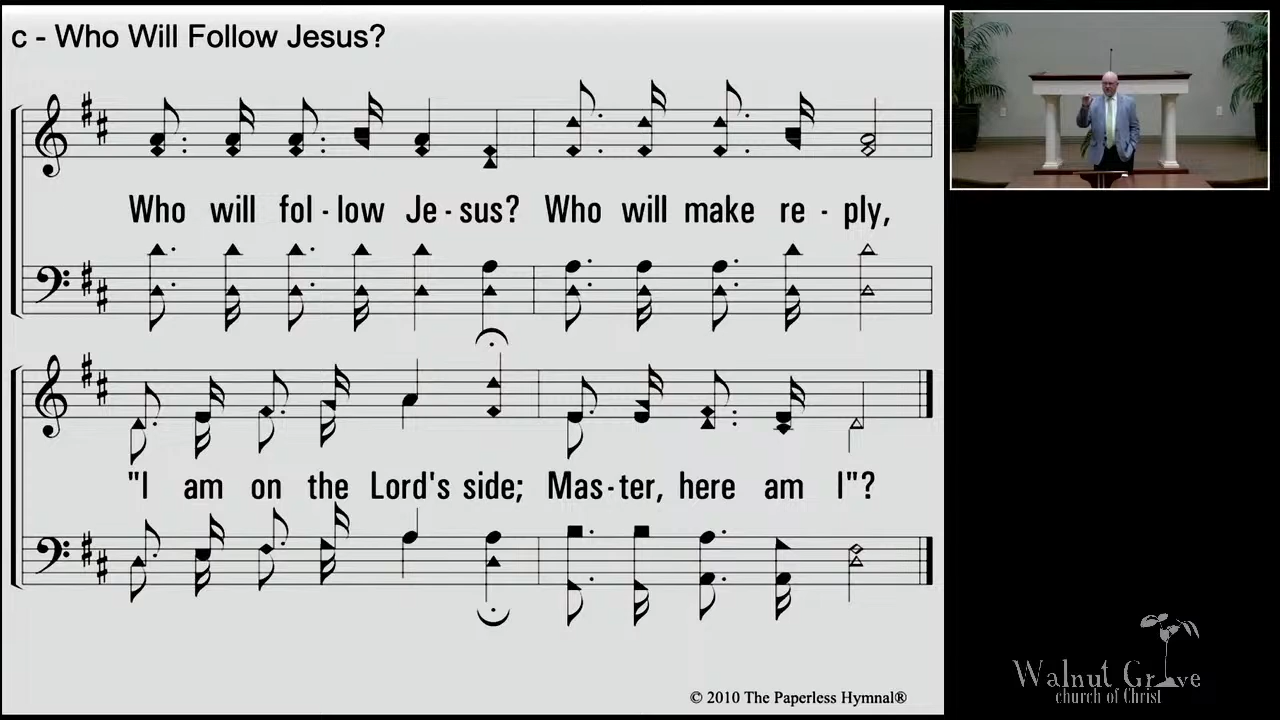 c - Who Will Follow Jesus?
Who will fol - low Je - sus? Who will make re - ply,
"I am on the Lord's side; Mas - ter, here am I"?
© 2010 The Paperless Hymnal®
Walnut Grove
church of Christ